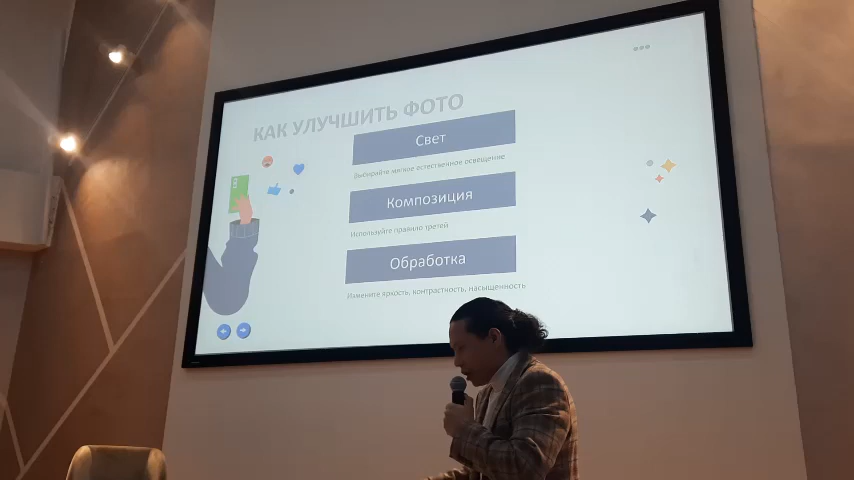 КАК УЛУЧШИТЬ ФОТО
Свет
Выбирайте мягкое естественное освещение
Композиция
Используйте правило третей
Обработка
Измените яркость, контрастность, насыщенность